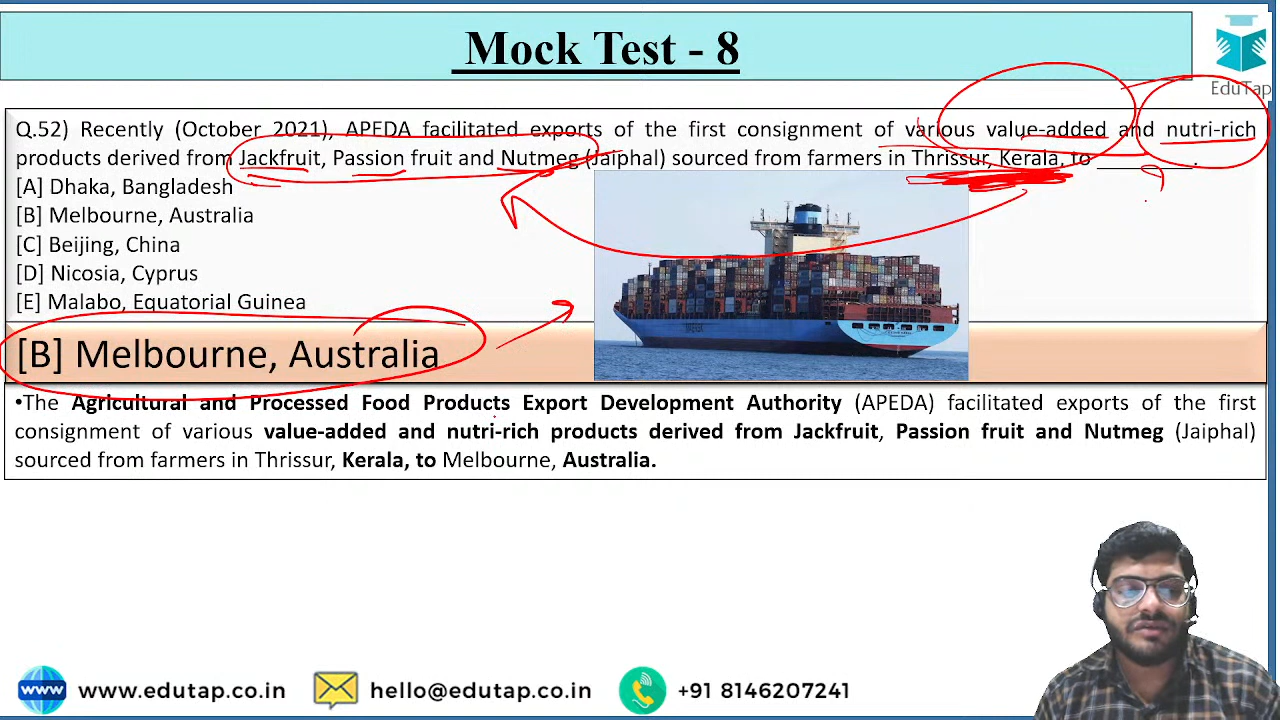 Mock Test - 8
EduTap
Q.52) Recently (October 2021), APEDA facilitated exports of the first consignment of various value-added and nutri-rich
products derived from Jackfruit, Passion fruit and Nutmeg (Jaiphal) sourced from farmers in Thrissur, Kerala, to __________.
[A] Dhaka, Bangladesh
[B] Melbourne, Australia
[C] Beijing, China
[D] Nicosia, Cyprus
[E] Malabo, Equatorial Guinea
[B] Melbourne, Australia
•The Agricultural and Processed Food Products Export Development Authority (APEDA) facilitated exports of the first
consignment of various value-added and nutri-rich products derived from Jackfruit, Passion fruit and Nutmeg (Jaiphal)
sourced from farmers in Thrissur, Kerala, to Melbourne, Australia.
www www.edutap.co.in hello@edutap.co.in +91 8146207241